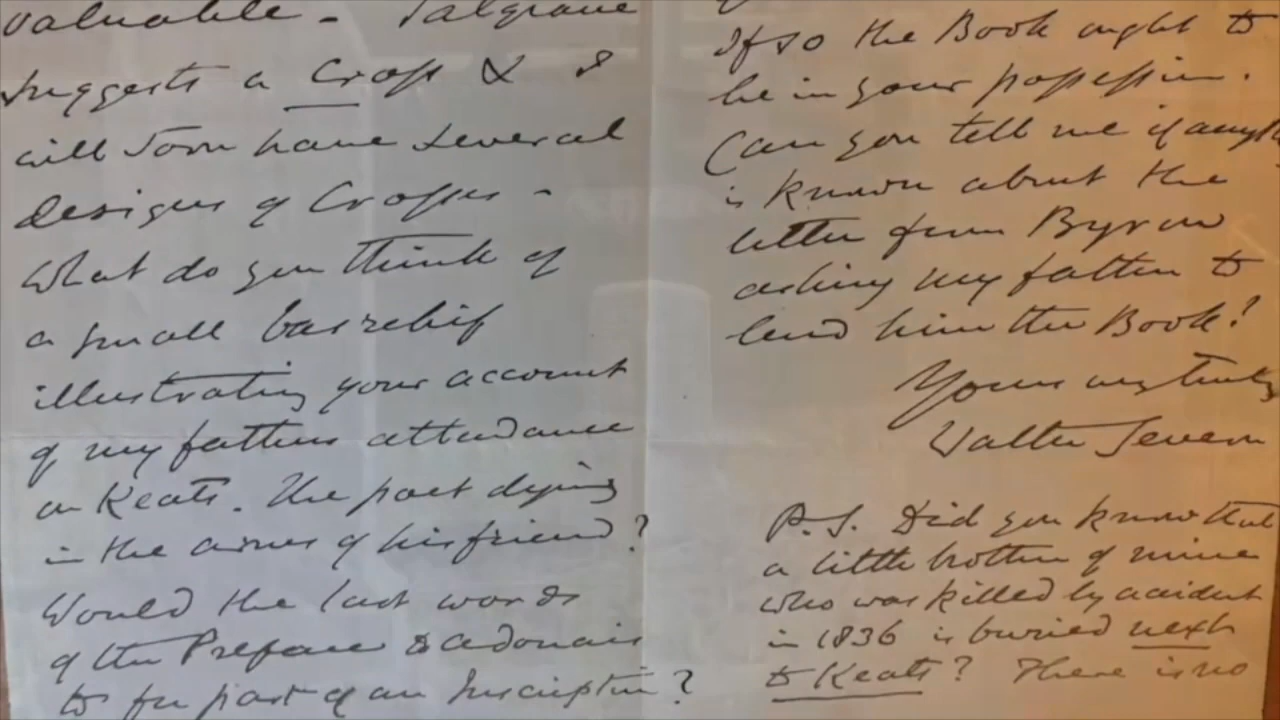 valuable - Palgrave
suggests a Cross & I
will soon have several
designs of Crosses -
What do you think of
a small bas relief
illustrating your account
of my fathers attendance
on Keats. The poet dying
in the arms of his friend?
Would the last words
of the Preface to Adonais
to for part of an Inscription?
If so the Book ought to
be in your possession.
Can you tell me if
is known about the
letter from Byron
asking my father to
lend him the Book?
Yours very truly
Walter Severn
P.S. Did you know that
a little brother of mine
who was killed by accident
in 1836 is buried next
to Keats? There is no